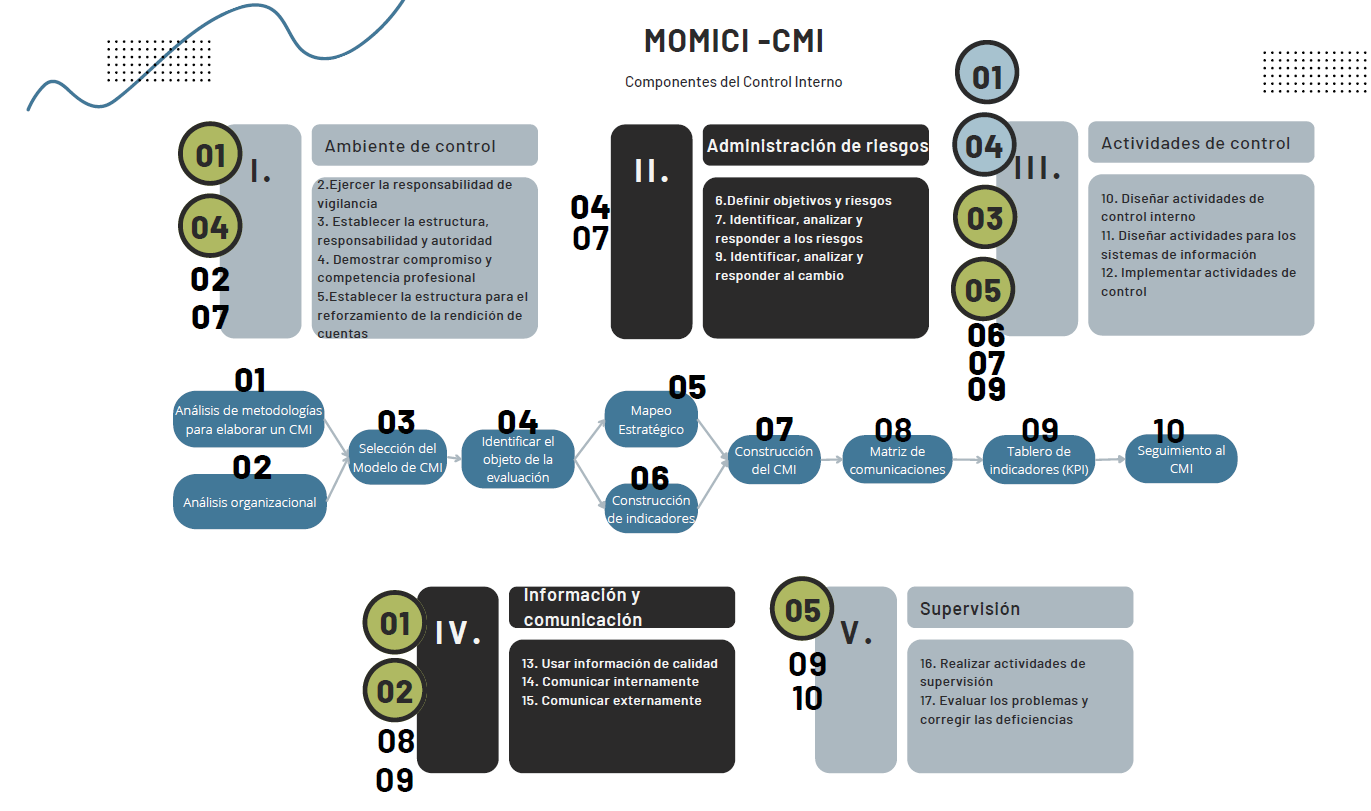 MOMICI -CMI
Componentes del Control Interno
01
04
02
07
I.
Ambiente de control
2.Ejercer la responsabilidad de
vigilancia
3. Establecer la estructura,
responsabilidad y autoridad
4. Demostrar compromiso y
competencia profesional
5.Establecer la estructura para el
reforzamiento de la rendición de
cuentas
04
07
II.
Administración de riesgos
6.Definir objetivos y riesgos
7. Identificar, analizar y
responder a los riesgos
9. Identificar, analizar y
responder al cambio
01
04
03
05
06
07
09
III.
Actividades de control
10. Diseñar actividades de
control interno
11. Diseñar actividades para los
sistemas de información
12. Implementar actividades de
control
01
Análisis de metodologías
para elaborar un CMI
02
Análisis organizacional
03
Selección del
Modelo de CMI
04
Identificar el
objeto de la
evaluación
05
Mapeo
Estratégico
06
Construcción
de indicadores
07
Construcción
del CMI
08
Matriz de
comunicaciones
09
Tablero de
indicadores (KPI)
10
Seguimiento al
CMI
01
02
08
09
IV.
Información y
comunicación
13. Usar información de calidad
14. Comunicar internamente
15. Comunicar externamente
05
09
10
V.
Supervisión
16. Realizar actividades de
supervisión
17. Evaluar los problemas y
corregir las deficiencias